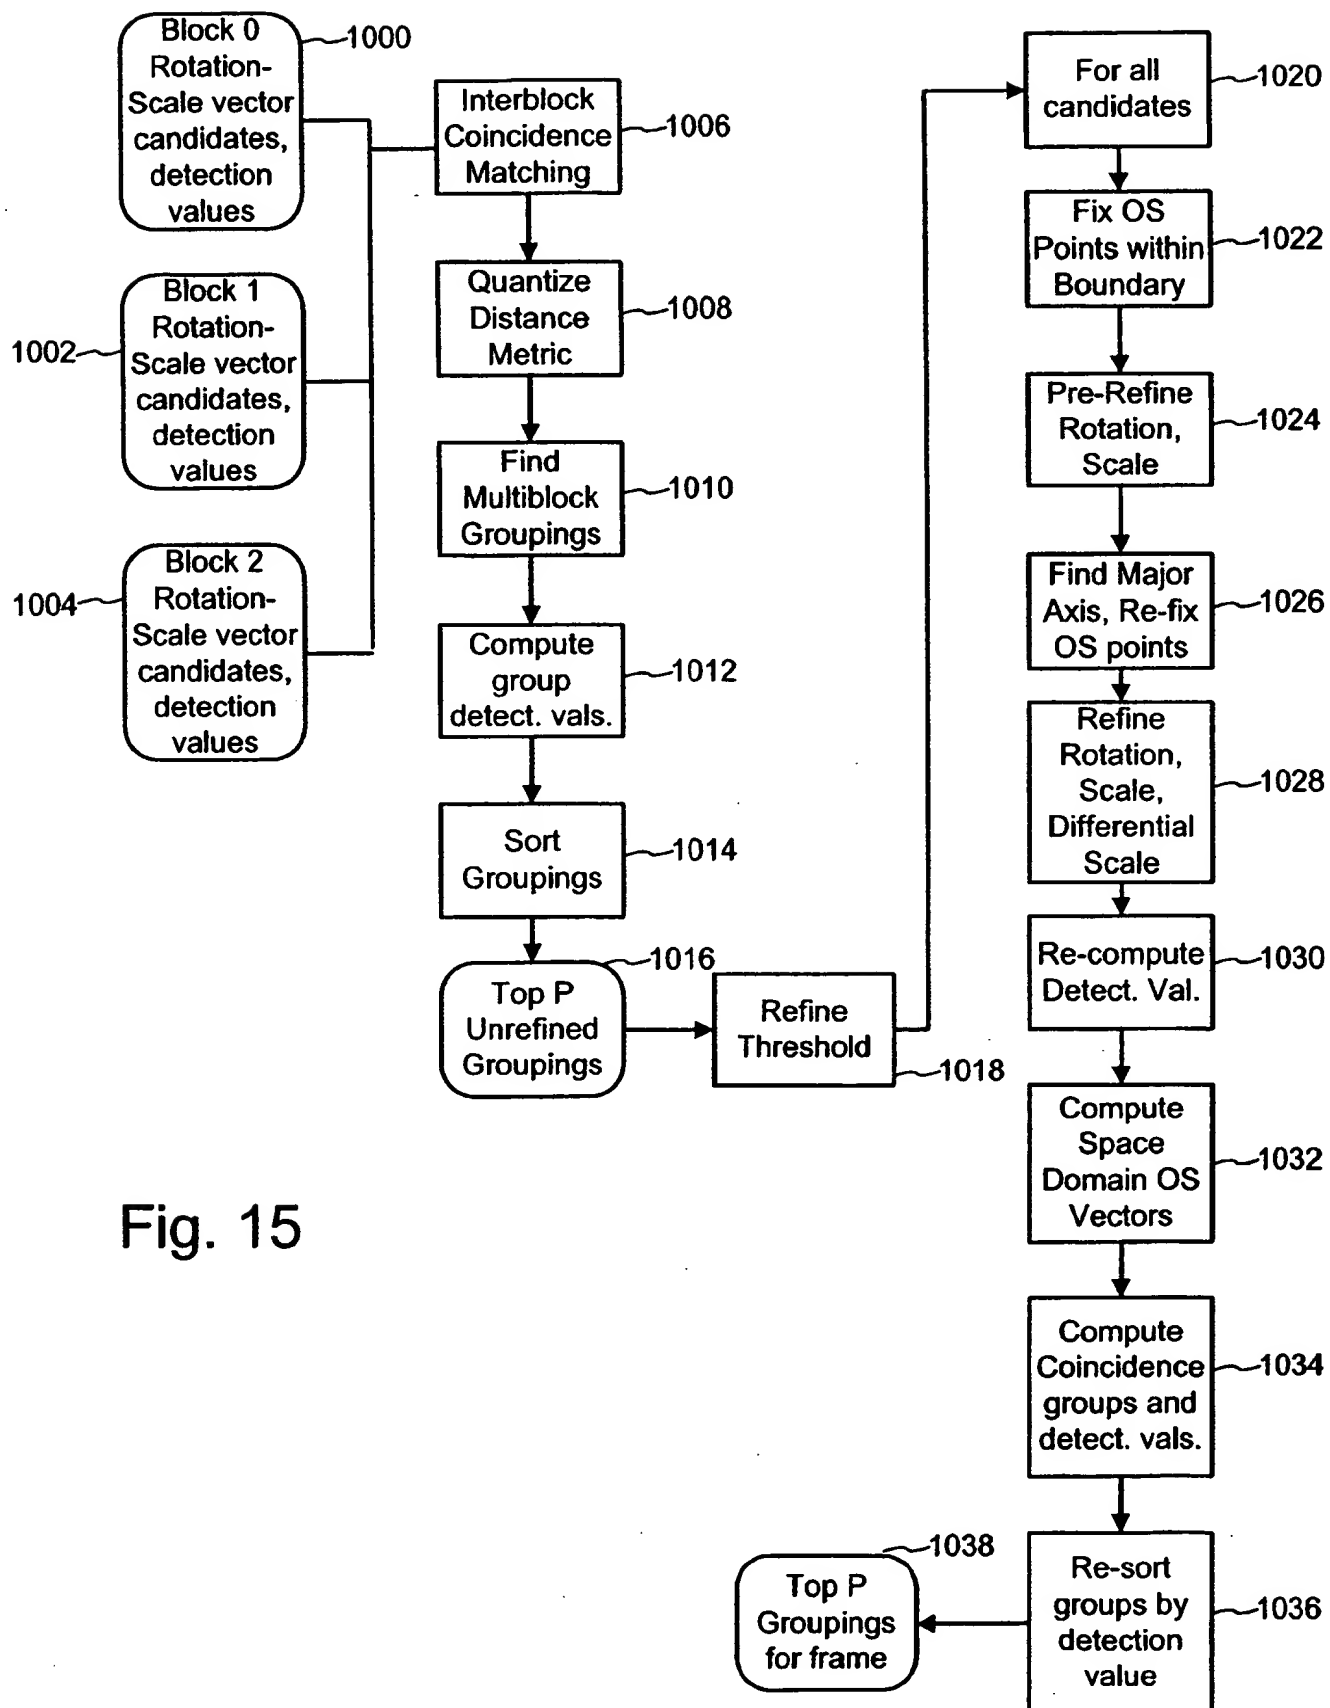 Block 0
Rotation-
Scale vector
candidates,
detection
values
1000
Block 1
Rotation-
Scale vector
candidates,
detection
values
1002
Block 2
Rotation-
Scale vector
candidates,
detection
values
1004
Interblock
Coincidence
Matching
1006
Quantize
Distance
Metric
1008
Find
Multiblock
Groupings
1010
Compute
group
detect. vals.
1012
Sort
Groupings
1014
Top P
Unrefined
Groupings
1016
Refine
Threshold
1018
For all
candidates
1020
Fix OS
Points within
Boundary
1022
Pre-Refine
Rotation,
Scale
1024
Find Major
Axis, Re-fix
OS points
1026
Refine
Rotation,
Scale,
Differential
Scale
1028
Re-compute
Detect. Val.
1030
Compute
Space
Domain OS
Vectors
1032
Compute
Coincidence
groups and
detect. vals.
1034
Re-sort
groups by
detection
value
1036
Top P
Groupings
for frame
1038
Fig. 15